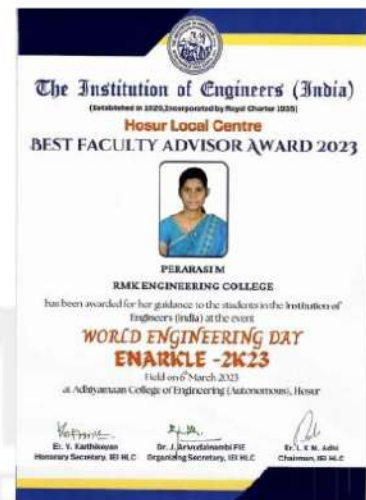 The Institution of Engineers (India)
(Established in 1920, Incorporated by Royal Charter 1935)
Hosur Local Centre
BEST FACULTY ADVISOR AWARD 2023
PERARASI M
RMK ENGINEERING COLLEGE
has been awarded for her guidance to the students in the Institution of
Engineers (India) at the event
WORLD ENGINEERING DAY
ENARKLE -2K23
Held on 6th March 2023
at Adhiyamaan College of Engineering (Autonomous), Hosur
Er. V. Karthikeyan
Honorary Secretary, IEI HLC
Dr. J. Arivudainambi FIE
Organising Secretary, IEI HLC
Er. L. K. M. Adhi
Chairman, IEI HLC